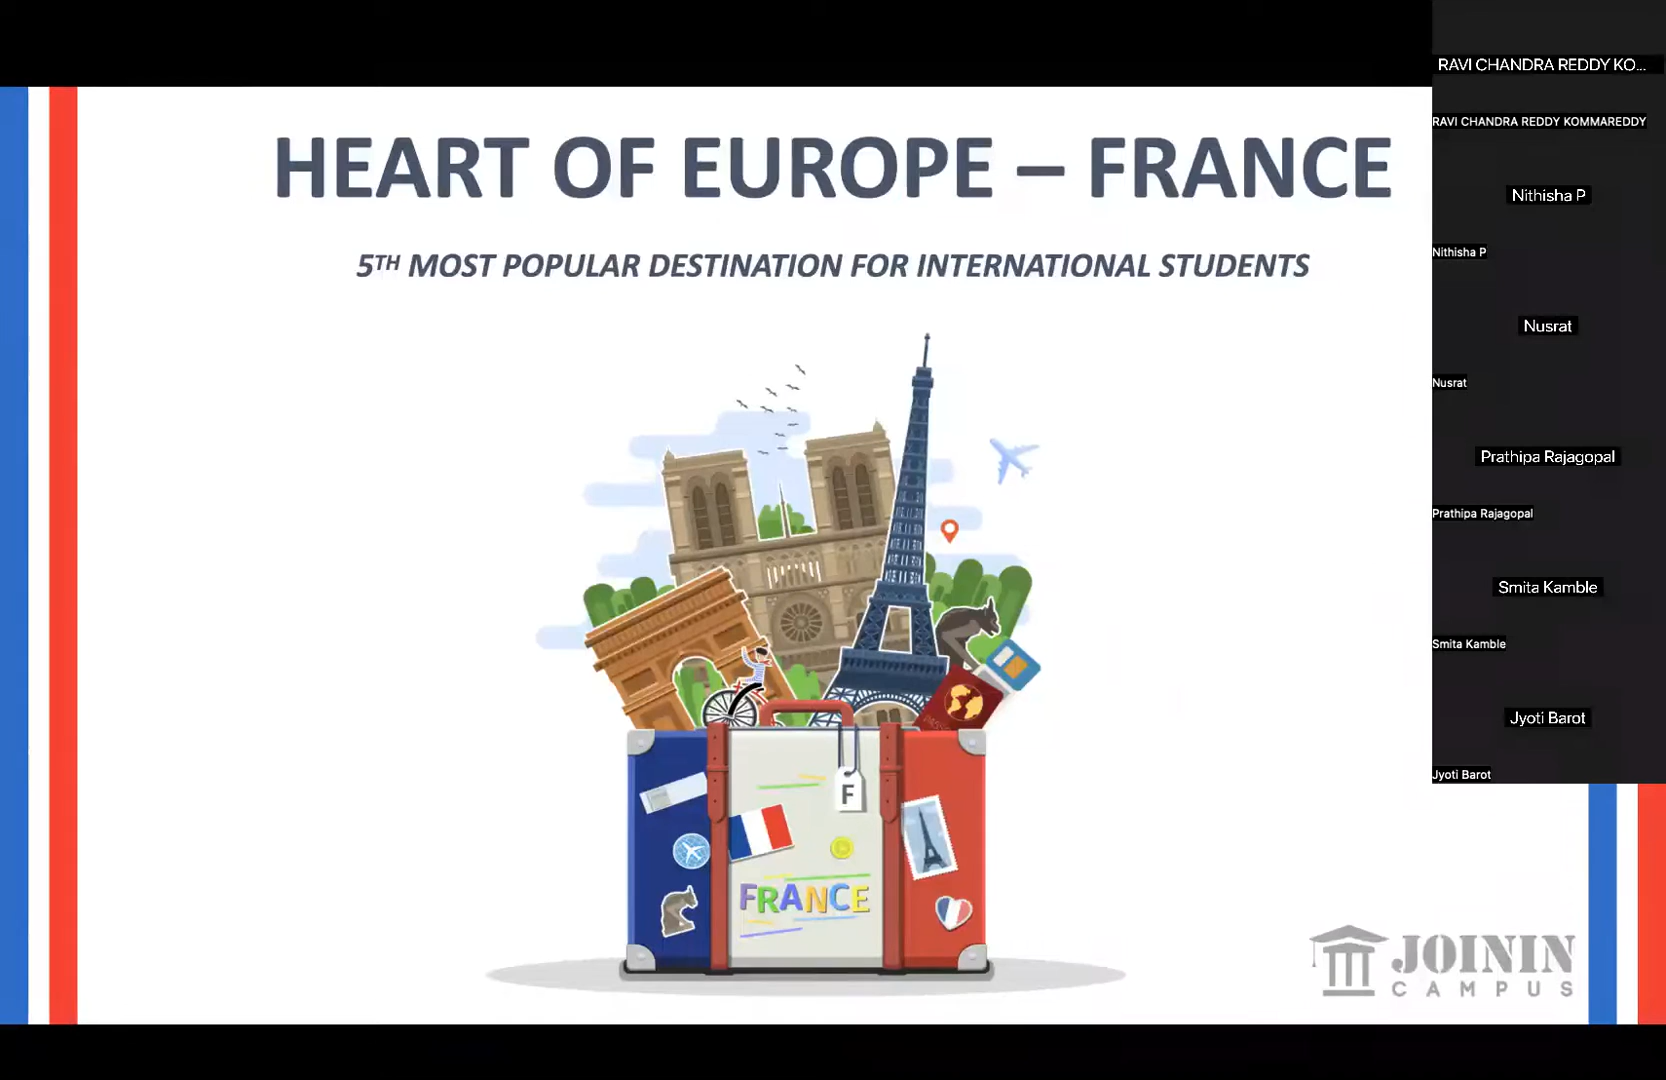 HEART OF EUROPE – FRANCE
5TH MOST POPULAR DESTINATION FOR INTERNATIONAL STUDENTS
F
FRANCE
JOININ
CAMPUS
RAVI CHANDRA REDDY KO...
RAVI CHANDRA REDDY KOMMAREDDY
Nithisha P
Nithisha P
Nusrat
Nusrat
Prathipa Rajagopal
Prathipa Rajagopal
Smita Kamble
Smita Kamble
Jyoti Barot
Jyoti Barot